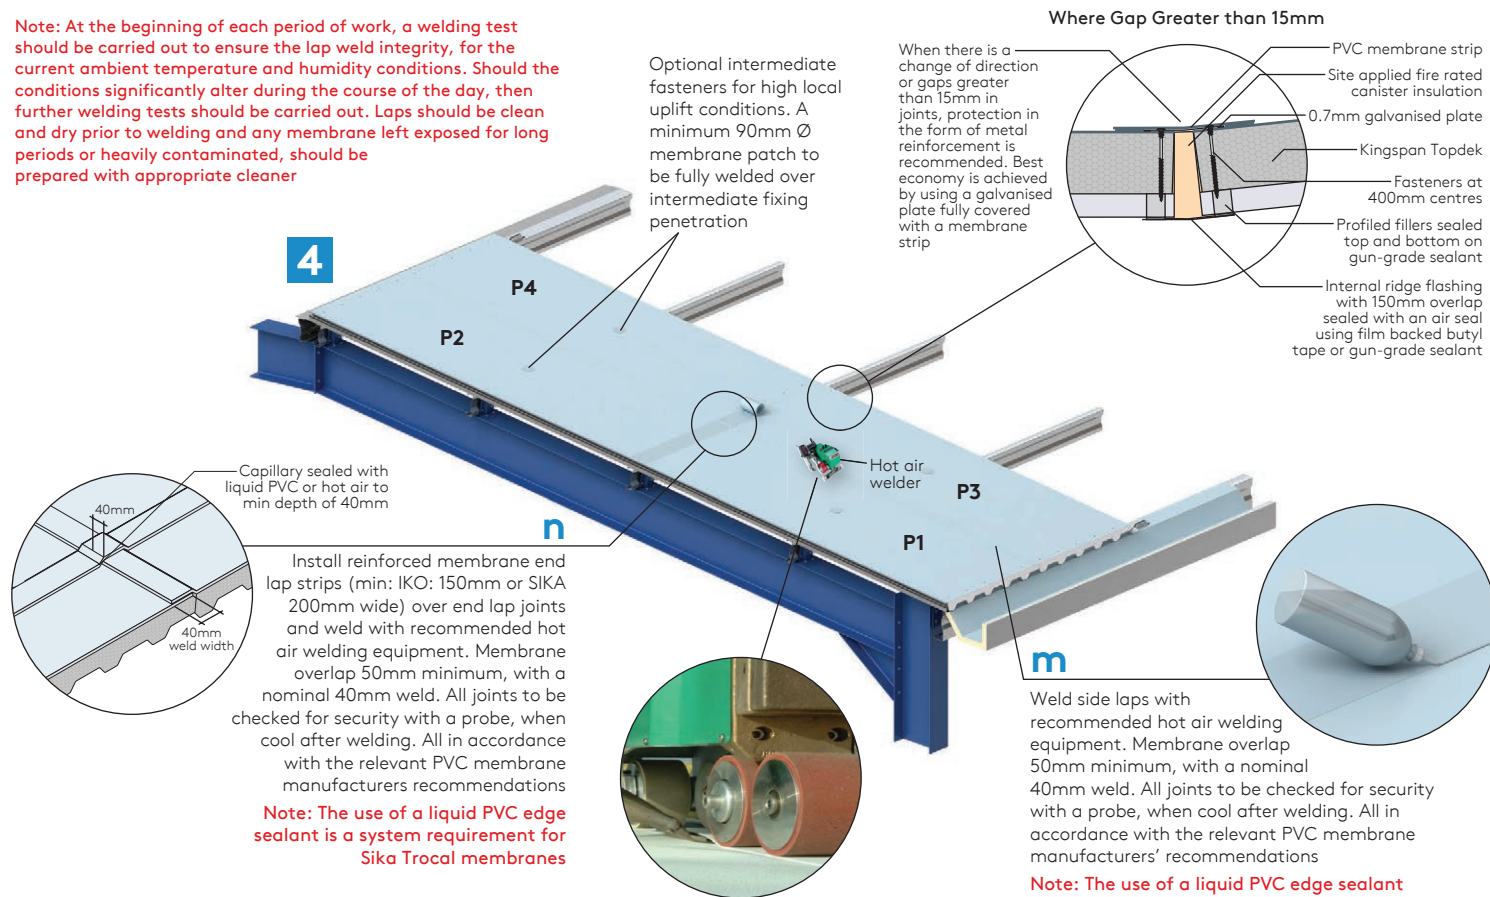 Note: At the beginning of each period of work, a welding test
should be carried out to ensure the lap weld integrity, for the
current ambient temperature and humidity conditions. Should the
conditions significantly alter during the course of the day, then
further welding tests should be carried out. Laps should be clean
and dry prior to welding and any membrane left exposed for long
periods or heavily contaminated, should be
prepared with appropriate cleaner
Optional intermediate
fasteners for high local
uplift conditions. A
minimum 90mm Ø
membrane patch to
be fully welded over
intermediate fixing
penetration
Where Gap Greater than 15mm
When there is a
change of direction
or gaps greater
than 15mm in
joints, protection in
the form of metal
reinforcement is
recommended. Best
economy is achieved
by using a galvanised
plate fully covered
with a membrane
strip
PVC membrane strip
Site applied fire rated
canister insulation
0.7mm galvanised plate
Kingspan Topdek
Fasteners at
400mm centres
Profiled fillers sealed
top and bottom on
gun-grade sealant
Internal ridge flashing
with 150mm overlap
sealed with an air seal
using film backed butyl
tape or gun-grade sealant
4
P4
P2
P3
P1
Hot air
welder
Capillary sealed with
liquid PVC or hot air to
min depth of 40mm
40mm
40mm
weld width
n
Install reinforced membrane end
lap strips (min: IKO: 150mm or SIKA
200mm wide) over end lap joints
and weld with recommended hot
air welding equipment. Membrane
overlap 50mm minimum, with a
nominal 40mm weld. All joints to be
checked for security with a probe, when
cool after welding. All in accordance
with the relevant PVC membrane
manufacturers recommendations
Note: The use of a liquid PVC edge
sealant is a system requirement for
Sika Trocal membranes
m
Weld side laps with
recommended hot air welding
equipment. Membrane overlap
50mm minimum, with a nominal
40mm weld. All joints to be checked for security
with a probe, when cool after welding. All in
accordance with the relevant PVC membrane
manufacturers' recommendations
Note: The use of a liquid PVC edge sealant